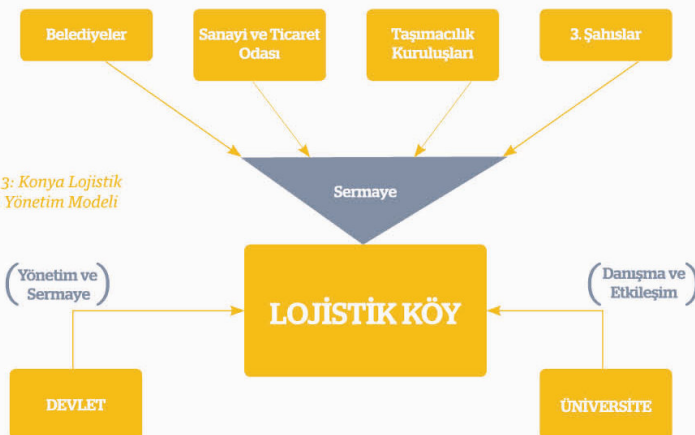 Belediyeler
Sanayi ve Ticaret
Odası
Taşımacılık
Kuruluşları
3. Şahıslar
3: Konya Lojistik
Yönetim Modeli
Sermaye
(Yönetim ve
Sermaye)
LOJİSTİK KÖY
(Danışma ve
Etkileşim)
DEVLET
ÜNİVERSİTE